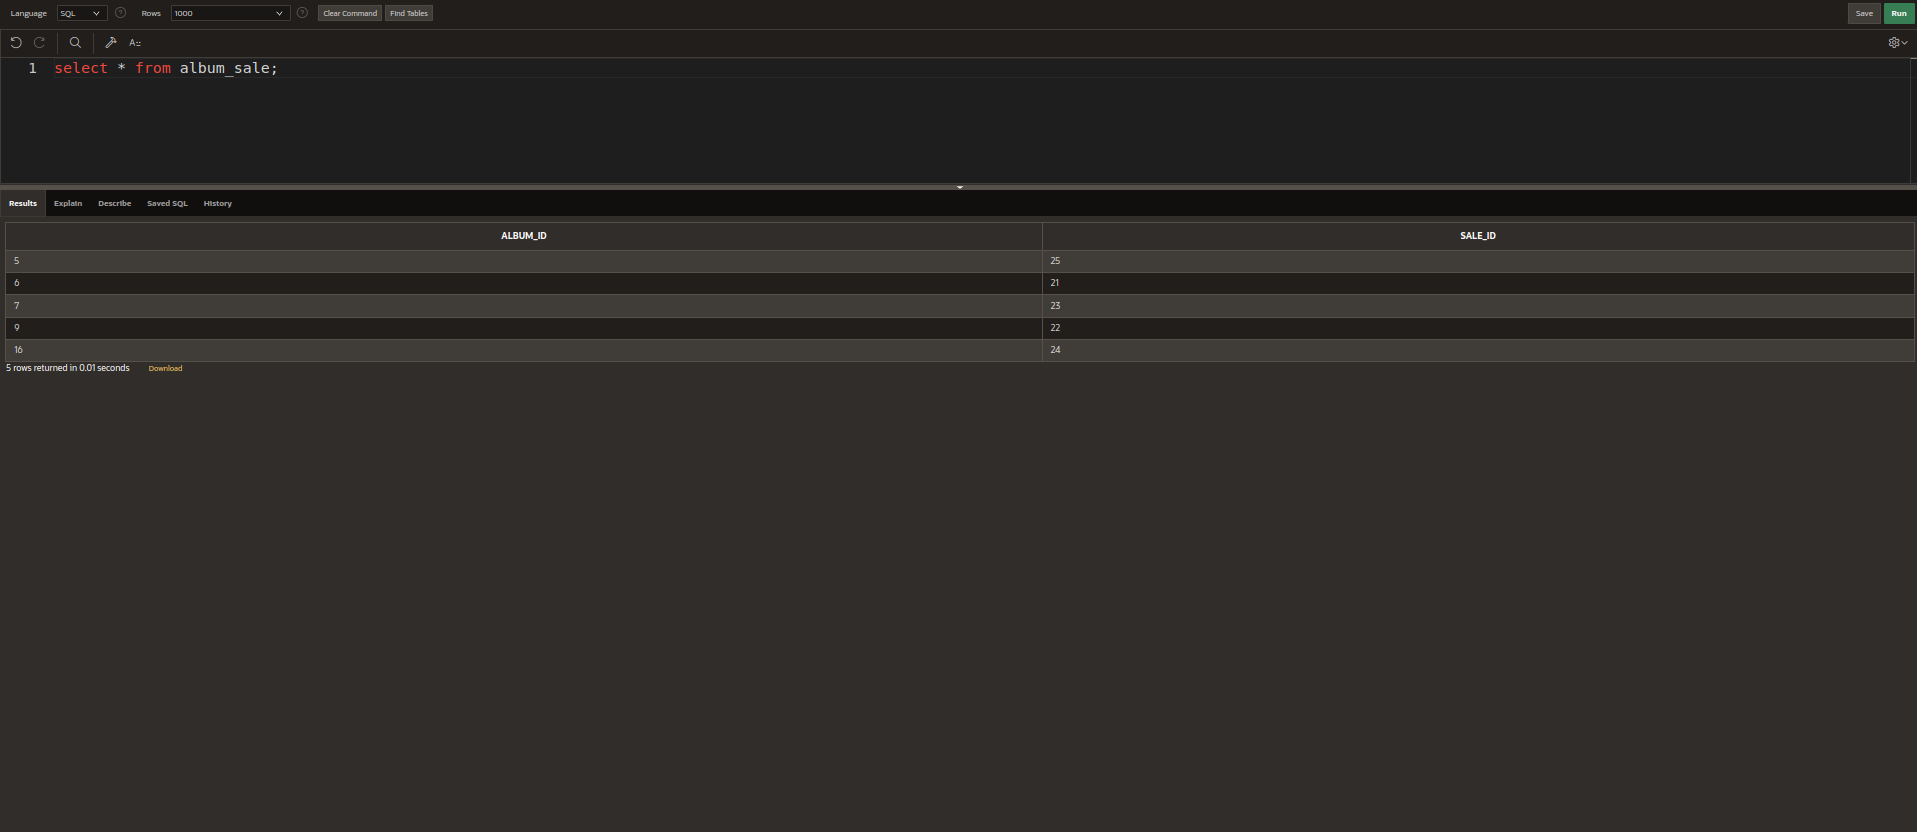 Language SQL ? Rows 1000 ? Clear Command Find Tables Save Run
A::
1 select * from album_sale;
Results Explain Describe Saved SQL History
ALBUM_ID SALE_ID
5 25
6 21
7 23
9 22
16 24
5 rows returned in 0.01 seconds Download